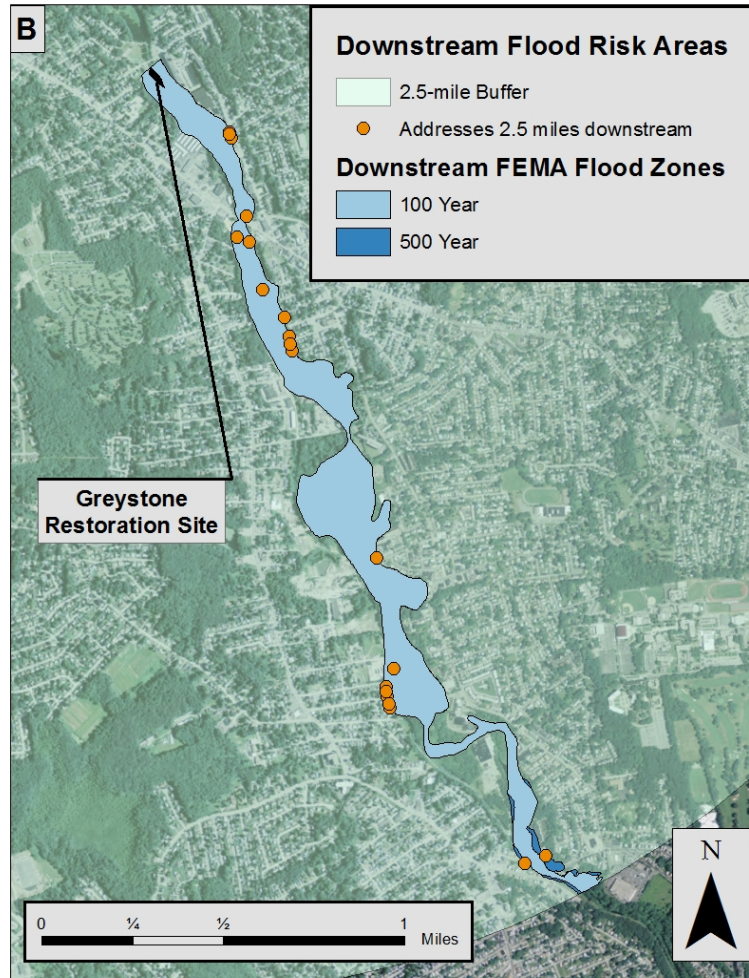 B
Downstream Flood Risk Areas
2.5-mile Buffer
Addresses 2.5 miles downstream
Downstream FEMA Flood Zones
100 Year
500 Year
Greystone
Restoration Site
N
0 ¼ ½ 1
Miles